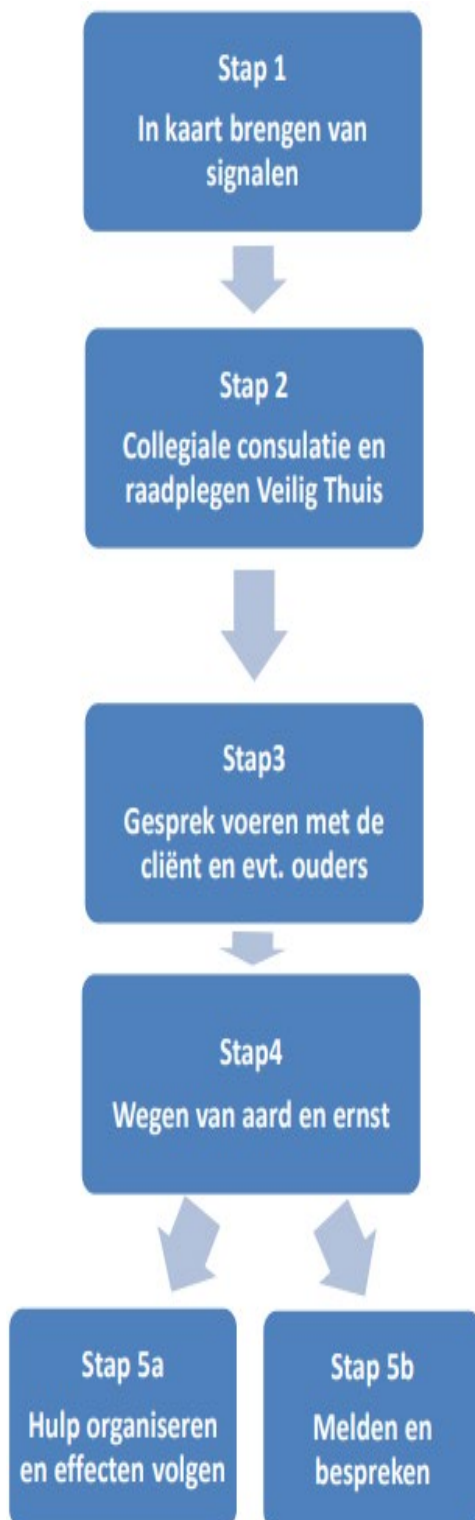 Stap 1
In kaart brengen van
signalen
Stap 2
Collegiale consulatie en
raadplegen Veilig Thuis
Stap3
Gesprek voeren met de
cliënt en evt. ouders
Stap4
Wegen van aard en ernst
Stap 5a
Hulp organiseren
en effecten volgen
Stap 5b
Melden en
bespreken